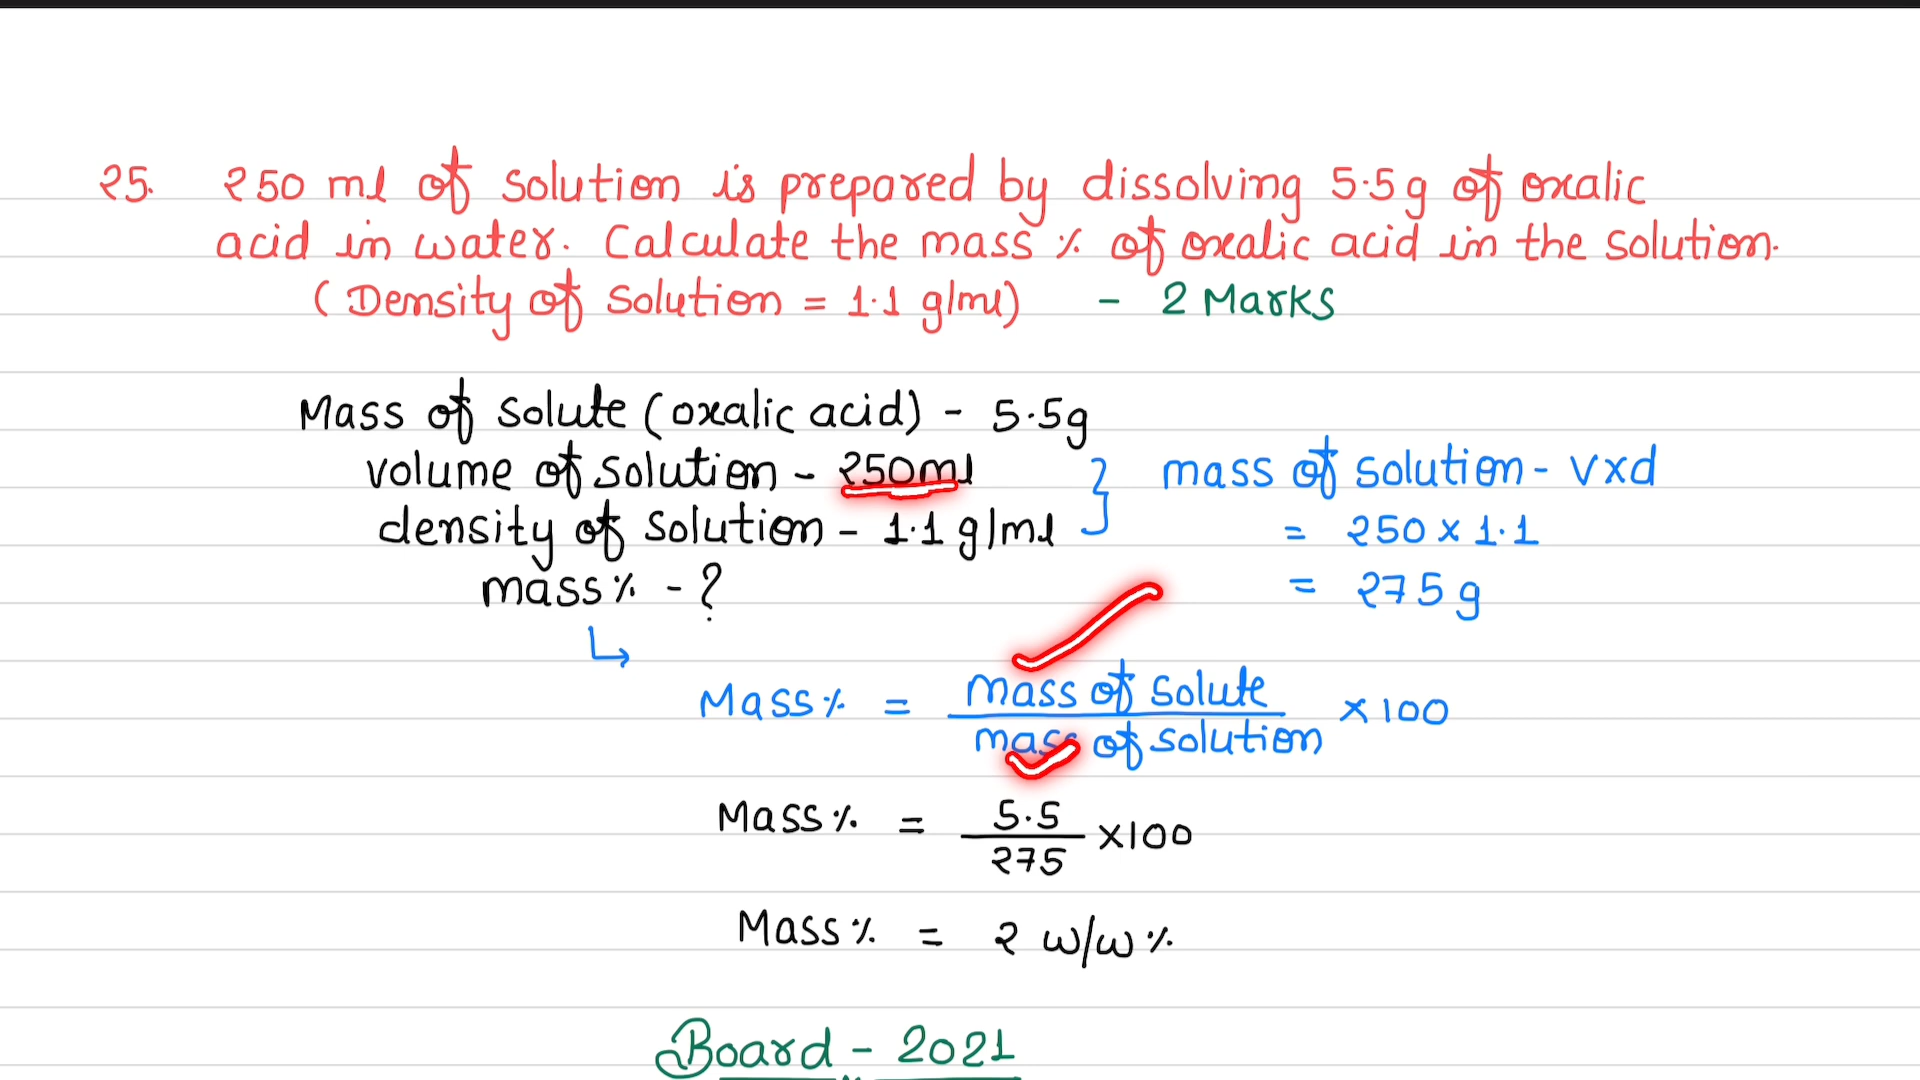 25. 250 ml of solution is prepared by dissolving 5.5g of oxalic
acid in water. Calculate the mass % of oxalic acid in the solution.
(Density of solution = 1.1 g/ml) - 2 Marks
Mass of solute (oxalic acid) - 5.5g
volume of solution - 250ml } mass of solution - v×d
density of solution - 1.1 g/ml = 250 × 1.1
mass % - ? = 275 g
↳
Mass % = mass of solute / mass of solution ×100
Mass % = 5.5 / 275 ×100
Mass % = 2 w/w %
Board - 2021